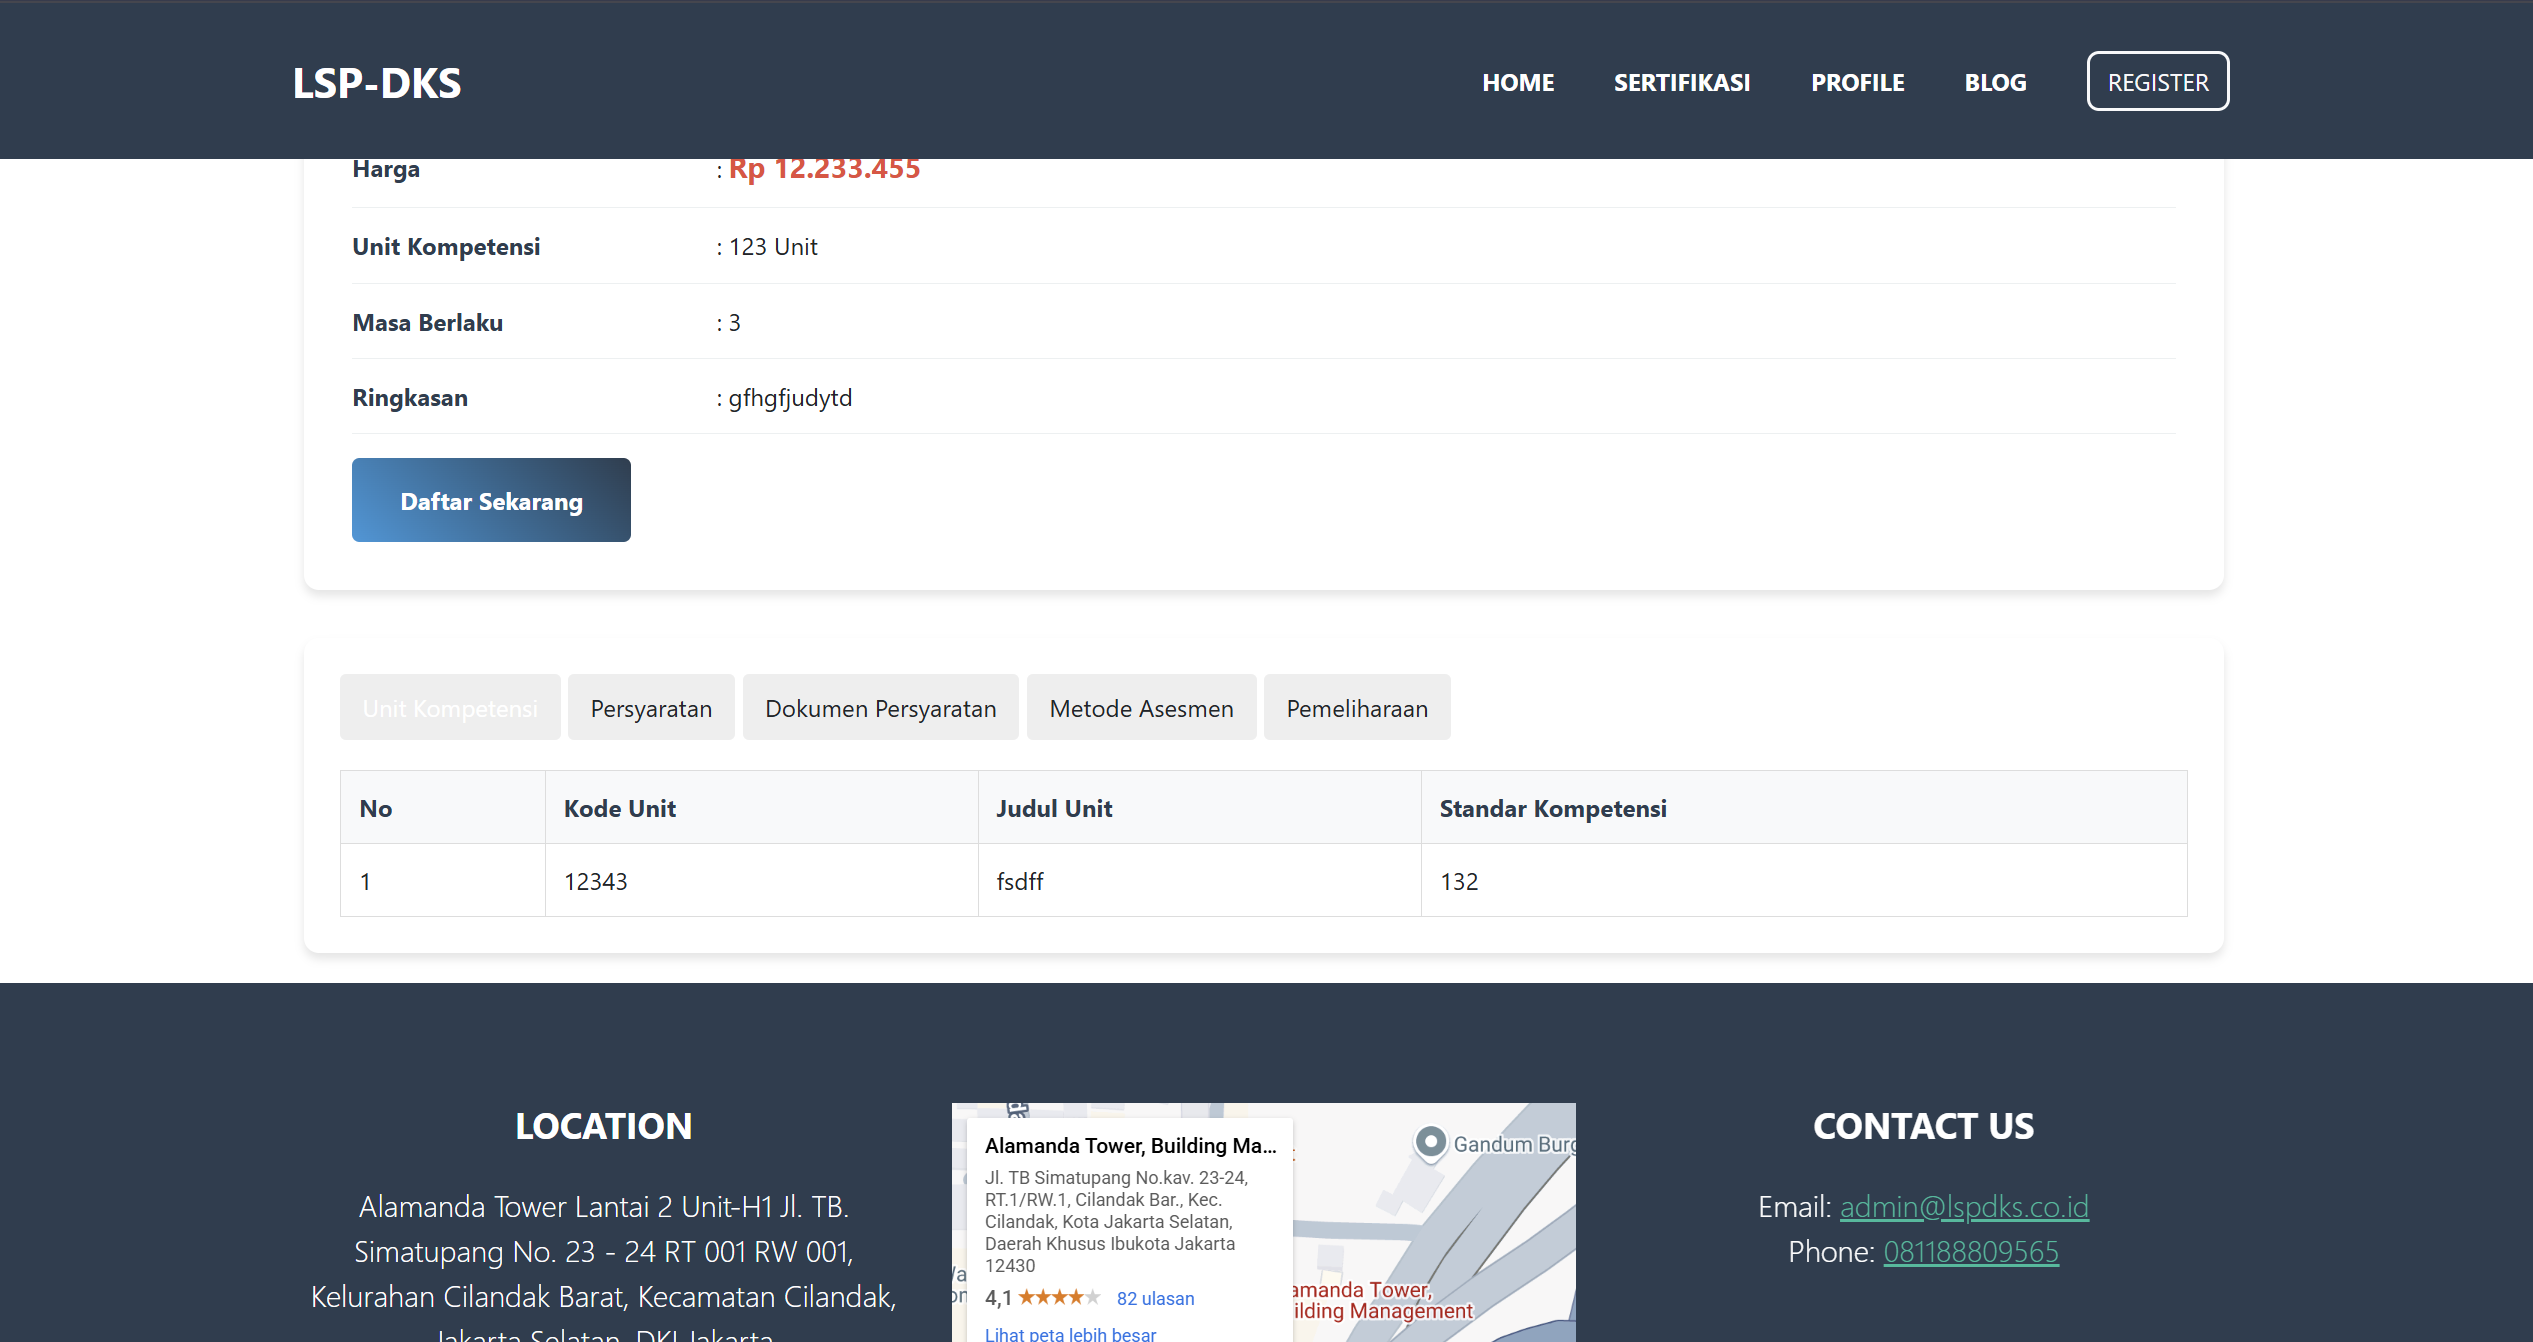 LSP-DKS
HOME SERTIFIKASI PROFILE BLOG REGISTER
Harga : Rp 12.233.455
Unit Kompetensi : 123 Unit
Masa Berlaku : 3
Ringkasan : gfhgfjudytd
Daftar Sekarang
Unit Kompetensi Persyaratan Dokumen Persyaratan Metode Asesmen Pemeliharaan
No Kode Unit Judul Unit Standar Kompetensi
1 12343 fsdff 132
LOCATION
Alamanda Tower Lantai 2 Unit-H1 Jl. TB.
Simatupang No. 23 - 24 RT 001 RW 001,
Kelurahan Cilandak Barat, Kecamatan Cilandak,
Jakarta Selatan, DKI Jakarta
Alamanda Tower, Building Ma...
Jl. TB Simatupang No.kav. 23-24,
RT.1/RW.1, Cilandak Bar., Kec.
Cilandak, Kota Jakarta Selatan,
Daerah Khusus Ibukota Jakarta
12430
4,1 82 ulasan
Lihat peta lebih besar
Gandum Burg
amanda Tower,
ilding Management
CONTACT US
Email: admin@lspdks.co.id
Phone: 081188809565